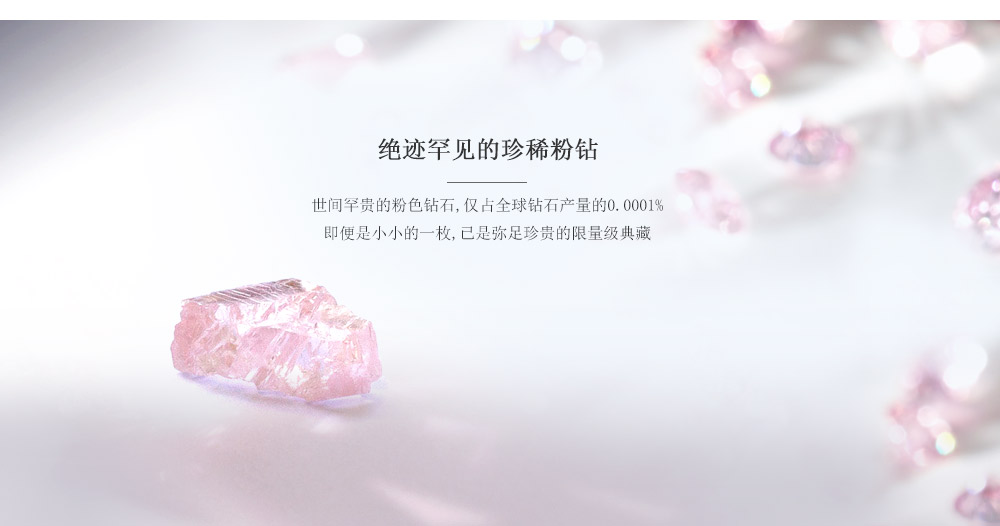 绝迹罕见的珍稀粉钻
世间罕贵的粉色钻石,仅占全球钻石产量的0.0001%
即便是小小的一枚,已是弥足珍贵的限量级典藏